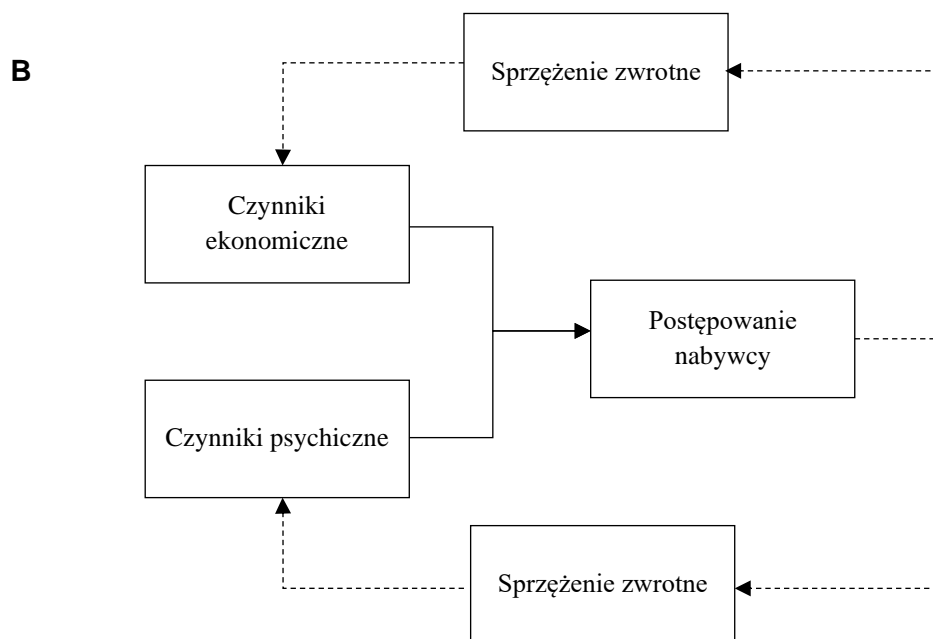 B
Sprzężenie zwrotne
Czynniki
ekonomiczne
Postępowanie
nabywcy
Czynniki psychiczne
Sprzężenie zwrotne